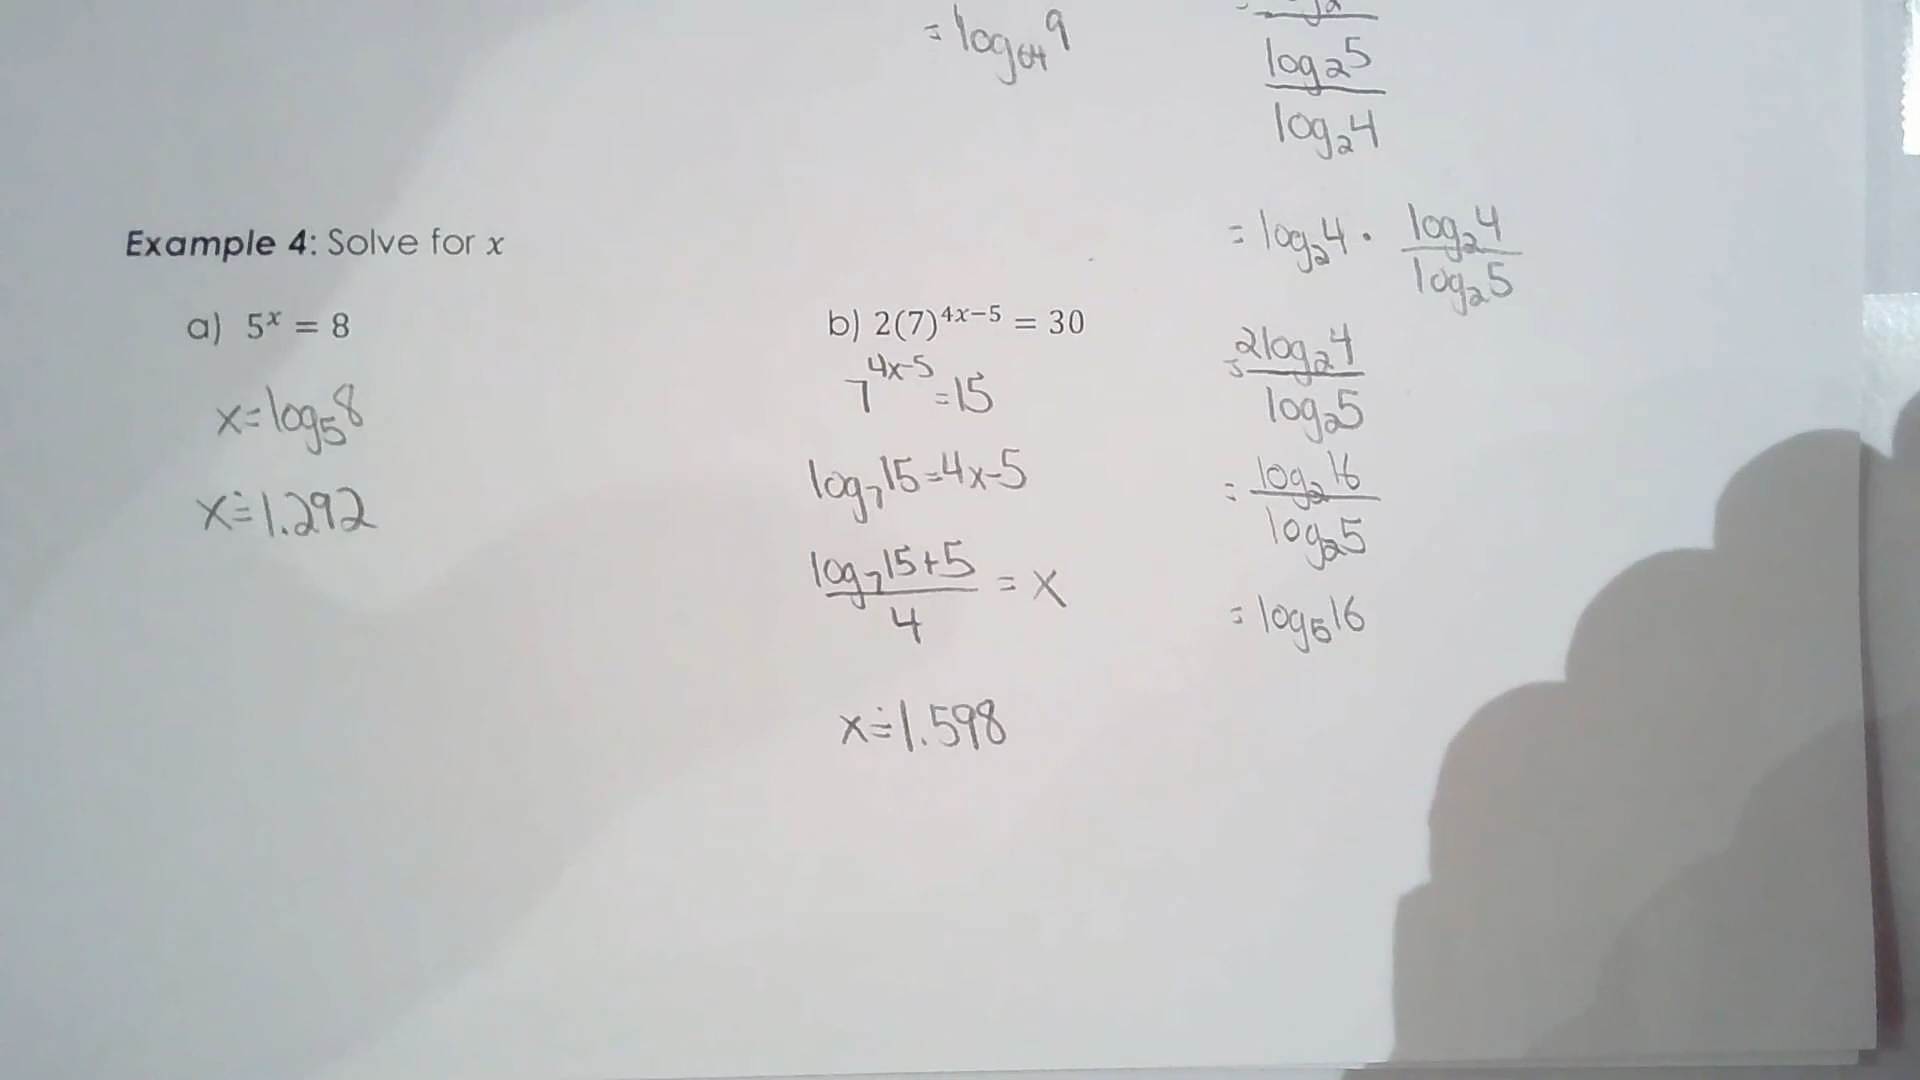 = log₆₄9
log₂5
log₂4
= log₂4 · log₂4
log₂5
Example 4: Solve for x
a) 5ˣ = 8
x=log₅8
x≐1.292
b) 2(7)⁴ˣ⁻⁵ = 30
7⁴ˣ⁻⁵ =15
log₇15=4x-5
log₇15+5
4
= x
x≐1.598
= 2log₂4
log₂5
= log₂16
log₂5
= log₅16